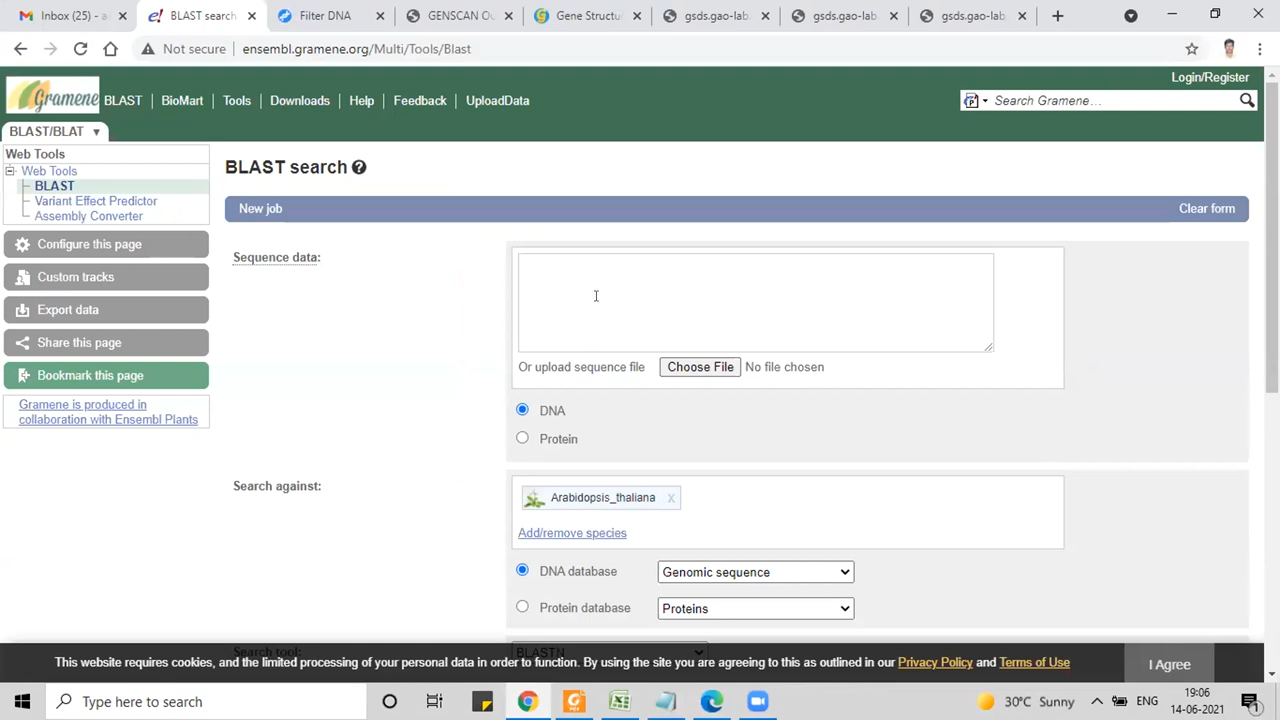 Inbox (25) - a
BLAST search
Filter DNA
GENSCAN Ou
Gene Structu
gsds.gao-lab.
gsds.gao-lab.
gsds.gao-lab.
Not secure
ensembl.gramene.org/Multi/Tools/Blast
Login/Register
Gramene
BLAST
BioMart
Tools
Downloads
Help
Feedback
UploadData
Search Gramene…
BLAST/BLAT ▼
Web Tools
Web Tools
BLAST
Variant Effect Predictor
Assembly Converter
Configure this page
Custom tracks
Export data
Share this page
Bookmark this page
Gramene is produced in
collaboration with Ensembl Plants
BLAST search
New job
Clear form
Sequence data:
Or upload sequence file
Choose File
No file chosen
DNA
Protein
Search against:
Arabidopsis_thaliana
x
Add/remove species
DNA database
Genomic sequence
Protein database
Proteins
Search tool:
BLASTN
This website requires cookies, and the limited processing of your personal data in order to function. By using the site you are agreeing to this as outlined in our Privacy Policy and Terms of Use
I Agree
Type here to search
30°C Sunny
ENG
19:06
14-06-2021